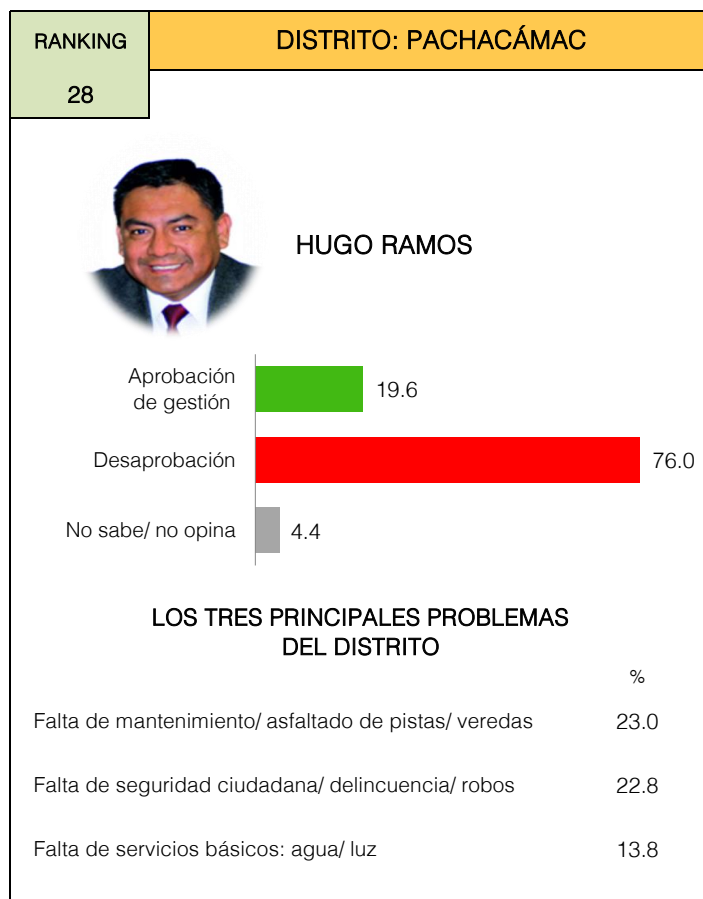 RANKING
28
DISTRITO: PACHACÁMAC
HUGO RAMOS
Aprobación
de gestión
19.6
Desaprobación
76.0
No sabe/ no opina
4.4
LOS TRES PRINCIPALES PROBLEMAS
DEL DISTRITO
%
Falta de mantenimiento/ asfaltado de pistas/ veredas 23.0
Falta de seguridad ciudadana/ delincuencia/ robos 22.8
Falta de servicios básicos: agua/ luz 13.8